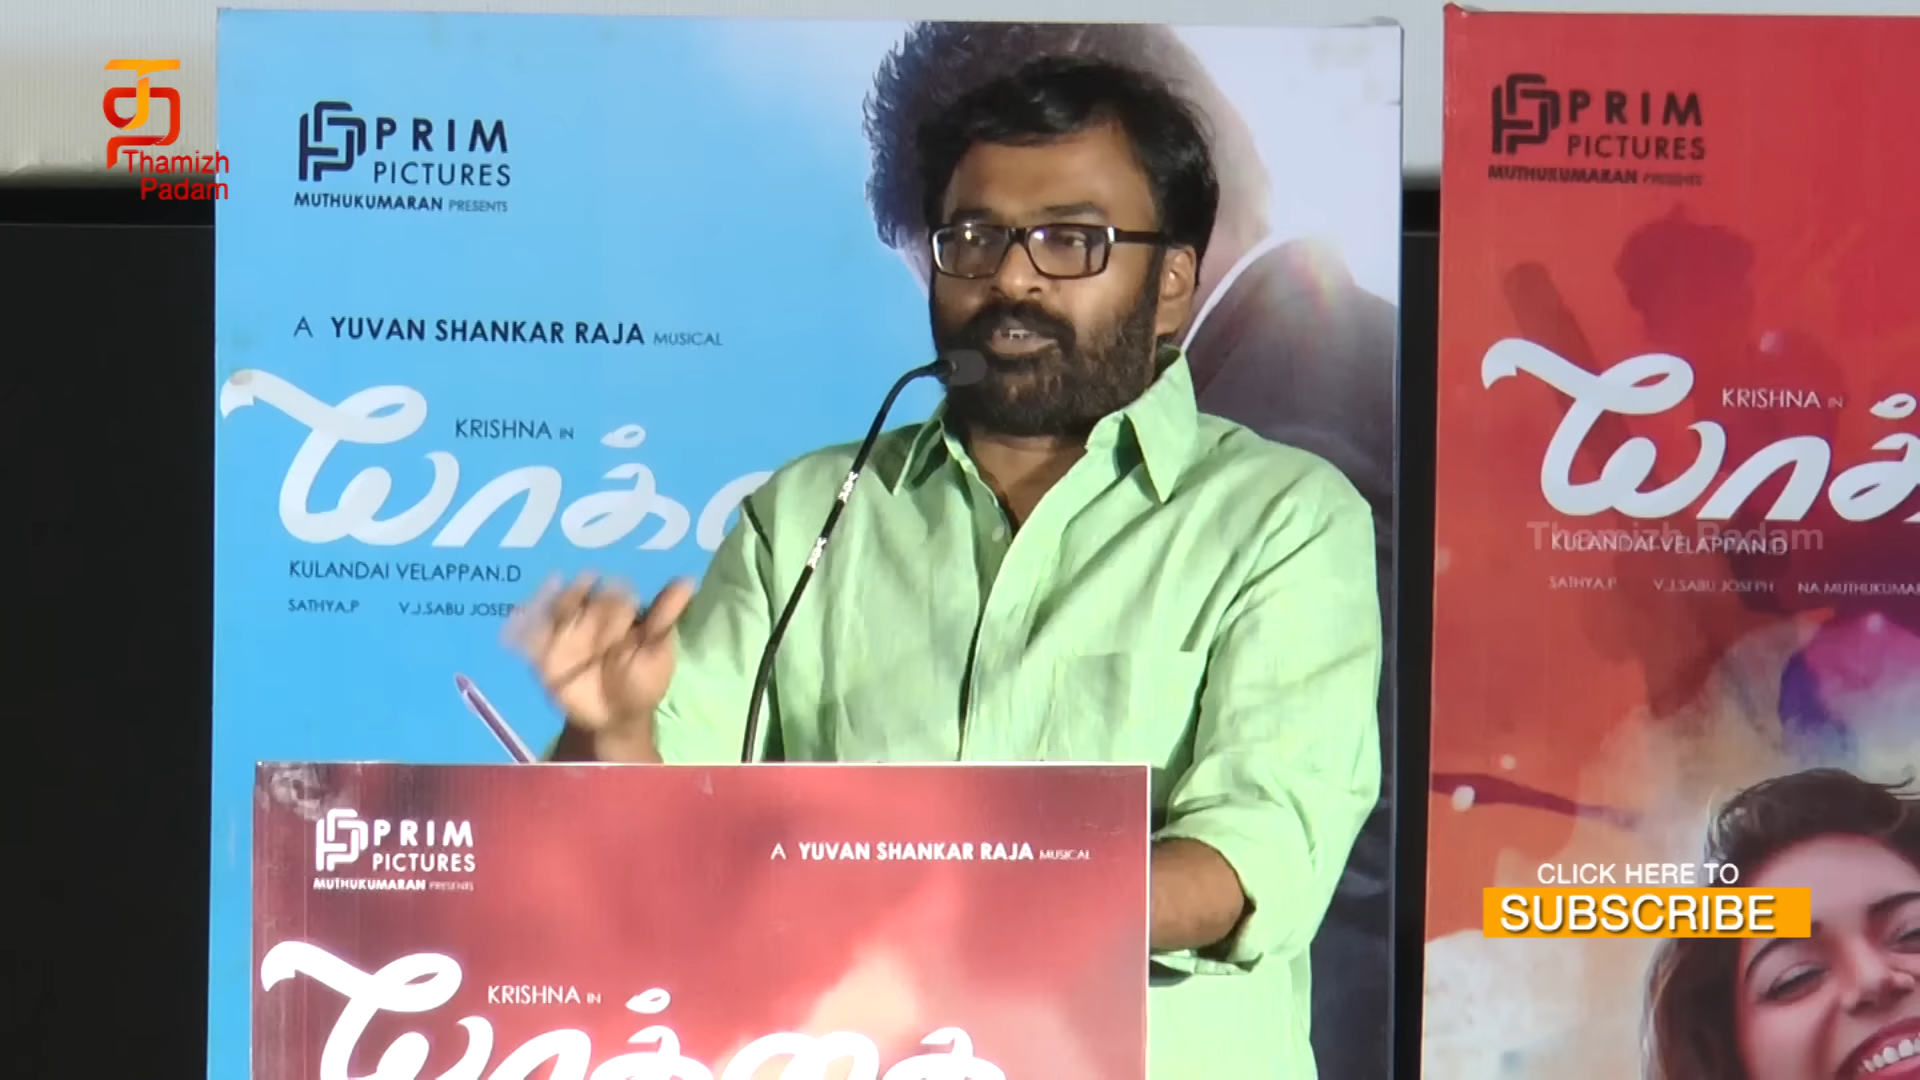 த
Thamizh
Padam
PRIM
PICTURES
MUTHUKUMARAN PRESENTS
A YUVAN SHANKAR RAJA MUSICAL
KRISHNA IN
யாக்
KULANDAI VELAPPAN.D
SATHYA.P V.J.SABU JOSEPH
PRIM
PICTURES
MUTHUKUMARAN PRESENTS
KRISHNA IN
யாக்
Thamizh Padam
KULANDAI VELAPPAN.D
SATHYA.P V.J.SABU JOSEPH NA MUTHUKUMAR
CLICK HERE TO
SUBSCRIBE
PRIM
PICTURES
MUTHUKUMARAN PRESENTS
A YUVAN SHANKAR RAJA MUSICAL
KRISHNA IN
யாக்கை